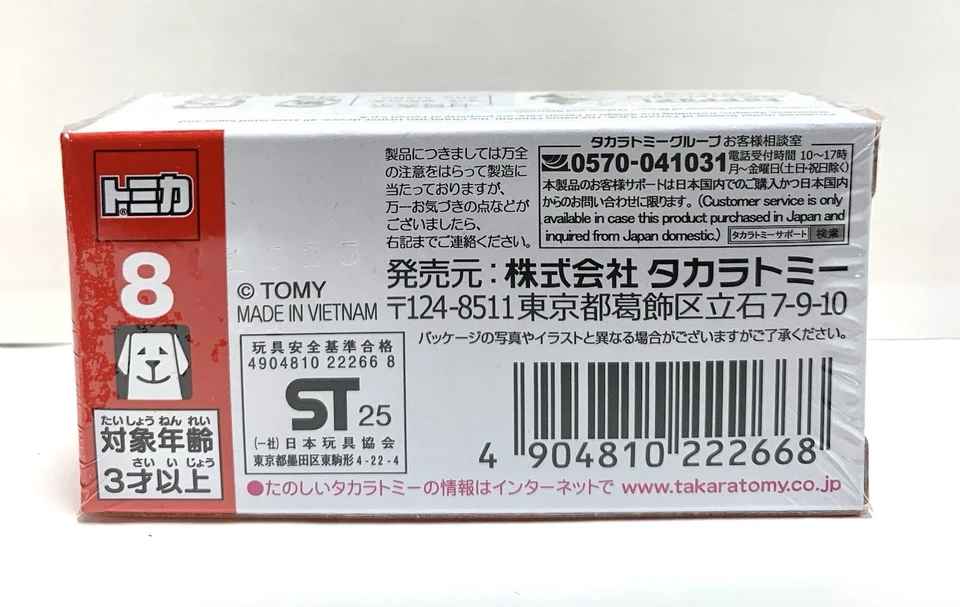 トミカ
®
8
たいしょう ねん れい
対象年齢
さい い じょう
3才以上
製品につきましては万全
の注意をはらって製造に
当たっておりますが、
万一お気づきの点などが
ございましたら、
右記までご連絡ください。
タカラトミーグループ お客様相談室
0570-041031 電話受付時間 10〜17時
月〜金曜日(土日・祝日除く)
本製品のお客様サポートは日本国内でのご購入かつ日本国内
からのお問い合わせに限ります。(Customer service is only
available in case this product purchased in Japan and
inquired from Japan domestic.) タカラトミーサポート 検索
© TOMY
MADE IN VIETNAM
発売元:株式会社 タカラトミー
〒124-8511 東京都葛飾区立石7-9-10
パッケージの写真やイラストと異なる場合がございますがご了承ください。
玩具安全基準合格
4904810 22266 8
ST 25
(一社)日本玩具協会
東京都墨田区東駒形4-22-4
4 904810 222668
●たのしいタカラトミーの情報はインターネットで www.takaratomy.co.jp